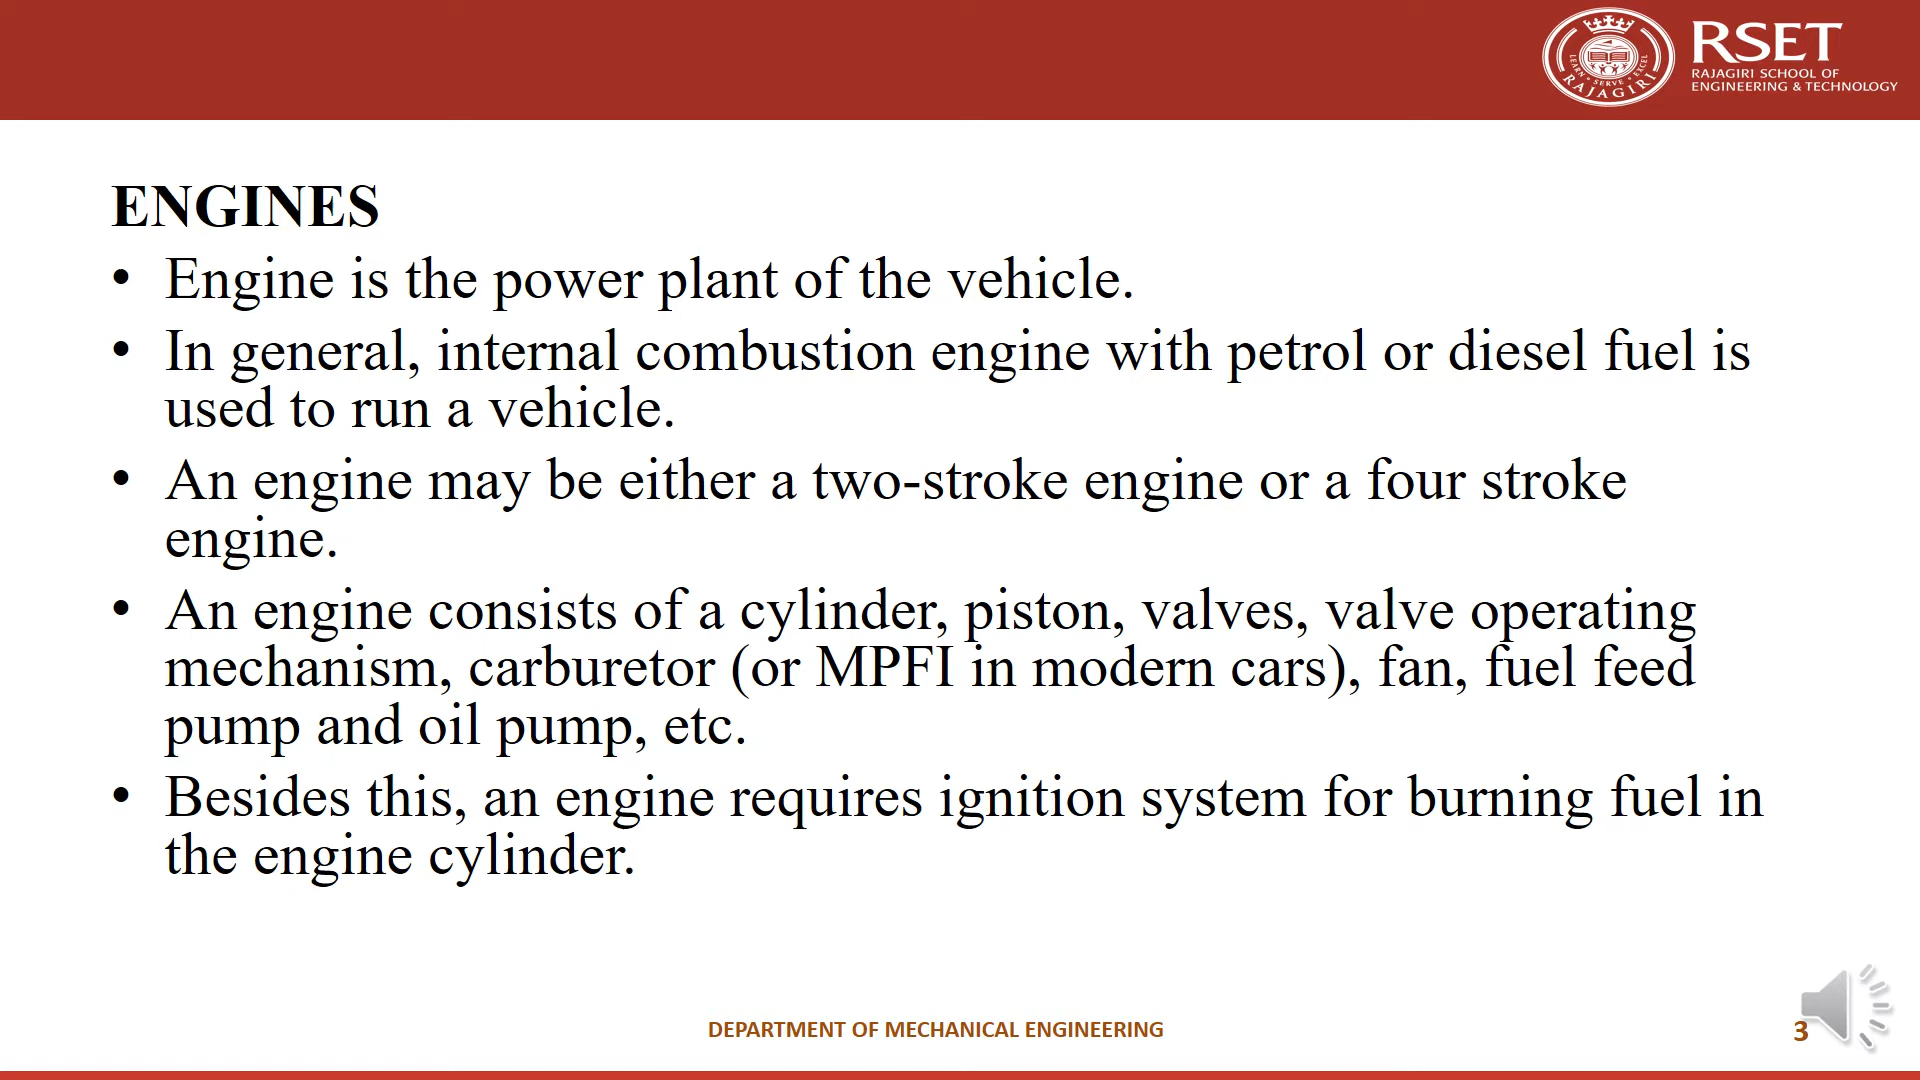 RSET
RAJAGIRI SCHOOL OF
ENGINEERING & TECHNOLOGY
LEARN • SERVE • EXCEL
RAJAGIRI
ENGINES
• Engine is the power plant of the vehicle.
• In general, internal combustion engine with petrol or diesel fuel is
used to run a vehicle.
• An engine may be either a two-stroke engine or a four stroke
engine.
• An engine consists of a cylinder, piston, valves, valve operating
mechanism, carburetor (or MPFI in modern cars), fan, fuel feed
pump and oil pump, etc.
• Besides this, an engine requires ignition system for burning fuel in
the engine cylinder.
DEPARTMENT OF MECHANICAL ENGINEERING
3